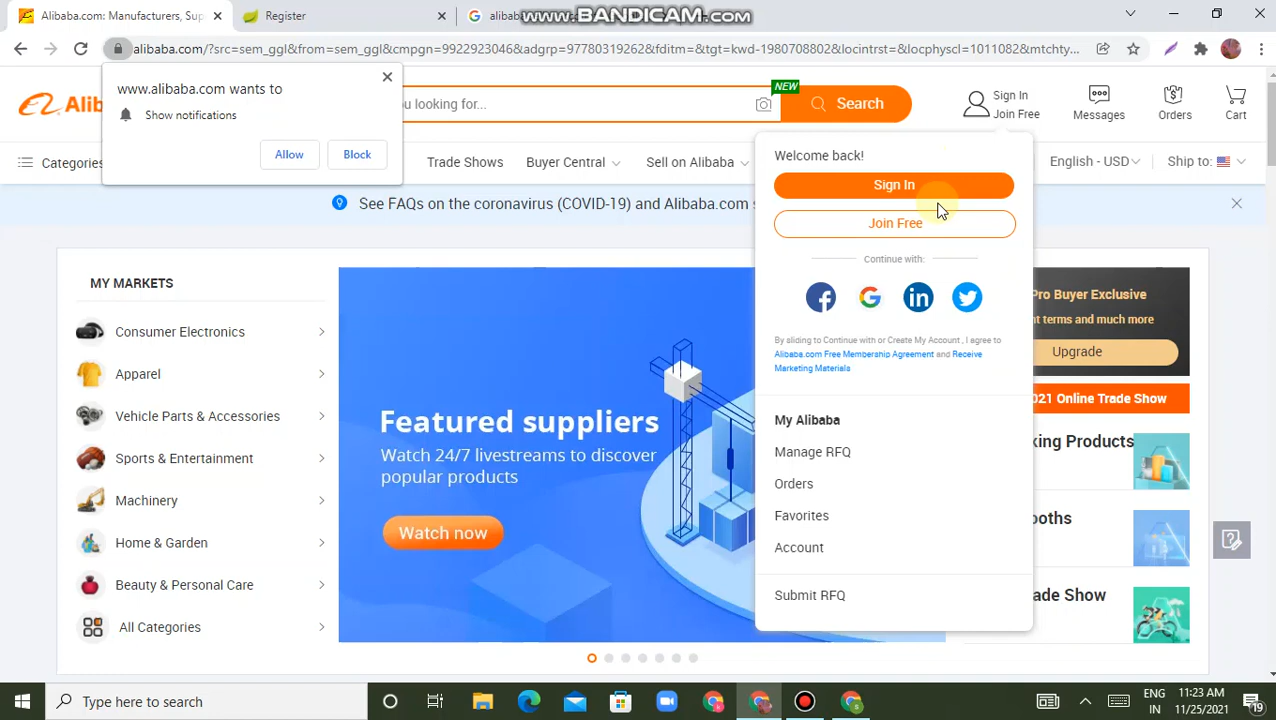 Alibaba.com: Manufacturers, Sup
Register
alibab
www.BANDICAM.com
alibaba.com/?src=sem_ggl&from=sem_ggl&cmpgn=9922923046&adgrp=97780319262&fditm=&tgt=kwd-1980708802&locintrst=&locphyscl=1011082&mtchty...
www.alibaba.com wants to
Show notifications
Allow
Block
Alib
u looking for...
NEW
Search
Sign In
Join Free
Messages
Orders
Cart
Categories
Trade Shows
Buyer Central
Sell on Alibaba
English - USD
Ship to:
See FAQs on the coronavirus (COVID-19) and Alibaba.com s
Welcome back!
Sign In
Join Free
Continue with:
By sliding to Continue with or Create My Account , I agree to
Alibaba.com Free Membership Agreement and Receive
Marketing Materials
My Alibaba
Manage RFQ
Orders
Favorites
Account
Submit RFQ
MY MARKETS
Consumer Electronics
Apparel
Vehicle Parts & Accessories
Sports & Entertainment
Machinery
Home & Garden
Beauty & Personal Care
All Categories
Featured suppliers
Watch 24/7 livestreams to discover
popular products
Watch now
Pro Buyer Exclusive
nt terms and much more
Upgrade
2021 Online Trade Show
king Products
ooths
ade Show
Type here to search
ENG
IN
11:23 AM
11/25/2021
19